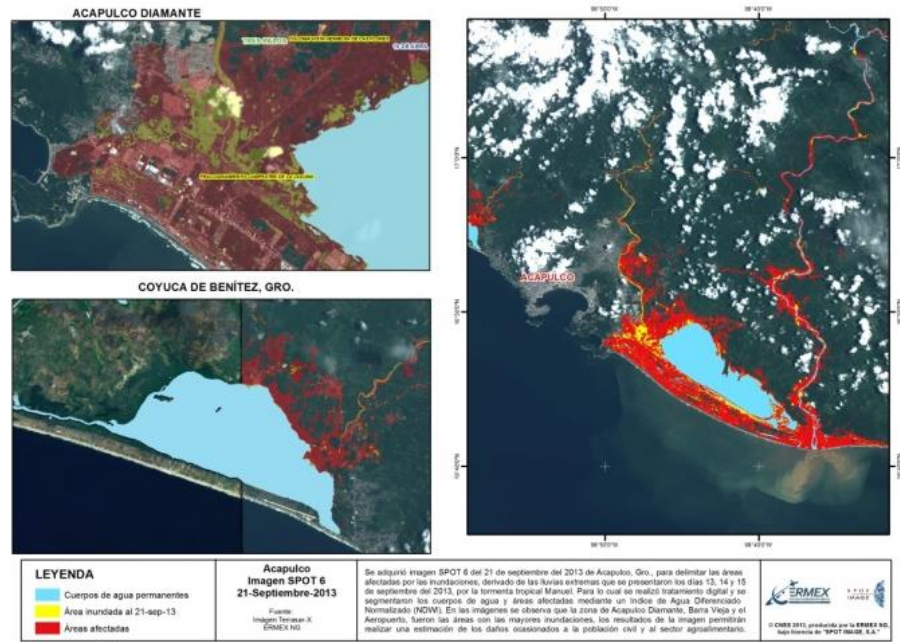 ACAPULCO DIAMANTE
COYUCA DE BENÍTEZ, GRO.
ACAPULCO
LEYENDA
Cuerpos de agua permanentes
Área inundada al 21-sep-13
Áreas afectadas
Acapulco
Imagen SPOT 6
21-Septiembre-2013
Fuente:
Imágen Terrasar-X
ERMEX NG
Se adquirió imagen SPOT 6 del 21 de septiembre del 2013 de Acapulco, Gro., para delimitar las áreas
afectadas por las inundaciones, derivado de las lluvias extremas que se presentaron los días 13, 14 y 15
de septiembre del 2013, por la tormenta tropical Manuel. Para lo cual se realizó tratamiento digital y se
segmentaron los cuerpos de agua y áreas afectadas mediante un Indice de Agua Diferenciado
Normalizado (NDWI). En las imágenes se observa que la zona de Acapulco Diamante, Barra Vieja y el
Aeropuerto, fueron las áreas con las mayores inundaciones, los resultados de la imagen permitirán
realizar una estimación de los daños ocasionados a la población civil y al sector agroalimentario.
ERMEX
SPOT
IMAGE
© CNES 2013, producida por la ERMEX NG,
bajo licencia de "SPOT IMAGE, S.A."